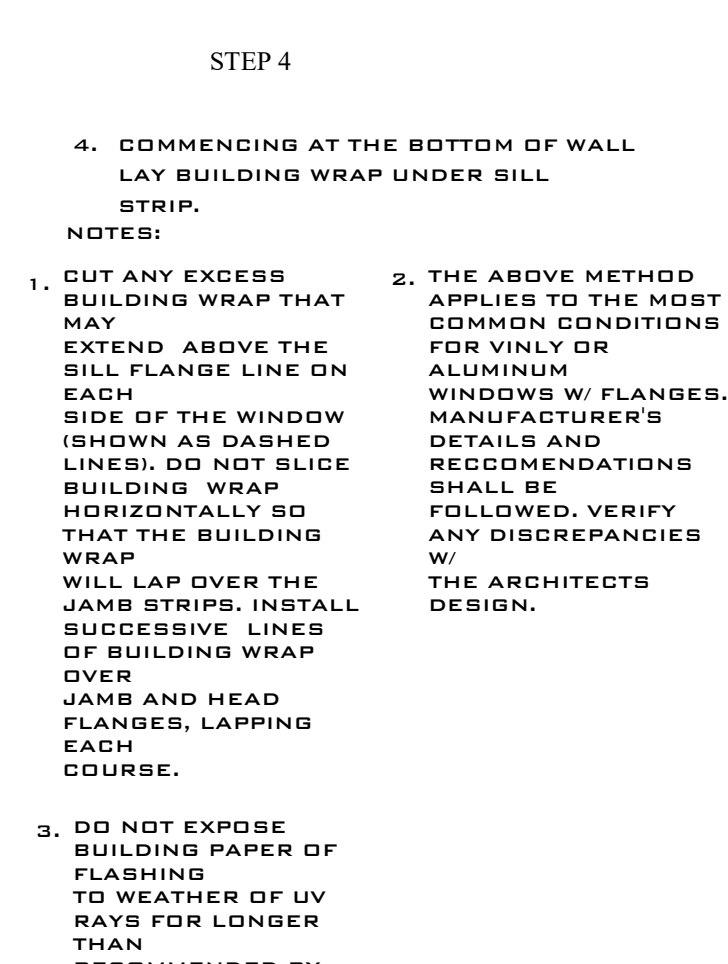 STEP 4
4. COMMENCING AT THE BOTTOM OF WALL
LAY BUILDING WRAP UNDER SILL
STRIP.
NOTES:
1. CUT ANY EXCESS
BUILDING WRAP THAT
MAY
EXTEND ABOVE THE
SILL FLANGE LINE ON
EACH
SIDE OF THE WINDOW
(SHOWN AS DASHED
LINES). DO NOT SLICE
BUILDING WRAP
HORIZONTALLY SO
THAT THE BUILDING
WRAP
WILL LAP OVER THE
JAMB STRIPS. INSTALL
SUCCESSIVE LINES
OF BUILDING WRAP
OVER
JAMB AND HEAD
FLANGES, LAPPING
EACH
COURSE.
2. THE ABOVE METHOD
APPLIES TO THE MOST
COMMON CONDITIONS
FOR VINLY OR
ALUMINUM
WINDOWS W/ FLANGES.
MANUFACTURER'S
DETAILS AND
RECCOMENDATIONS
SHALL BE
FOLLOWED. VERIFY
ANY DISCREPANCIES
W/
THE ARCHITECTS
DESIGN.
3. DO NOT EXPOSE
BUILDING PAPER OF
FLASHING
TO WEATHER OF UV
RAYS FOR LONGER
THAN
RECOMMENDED BY